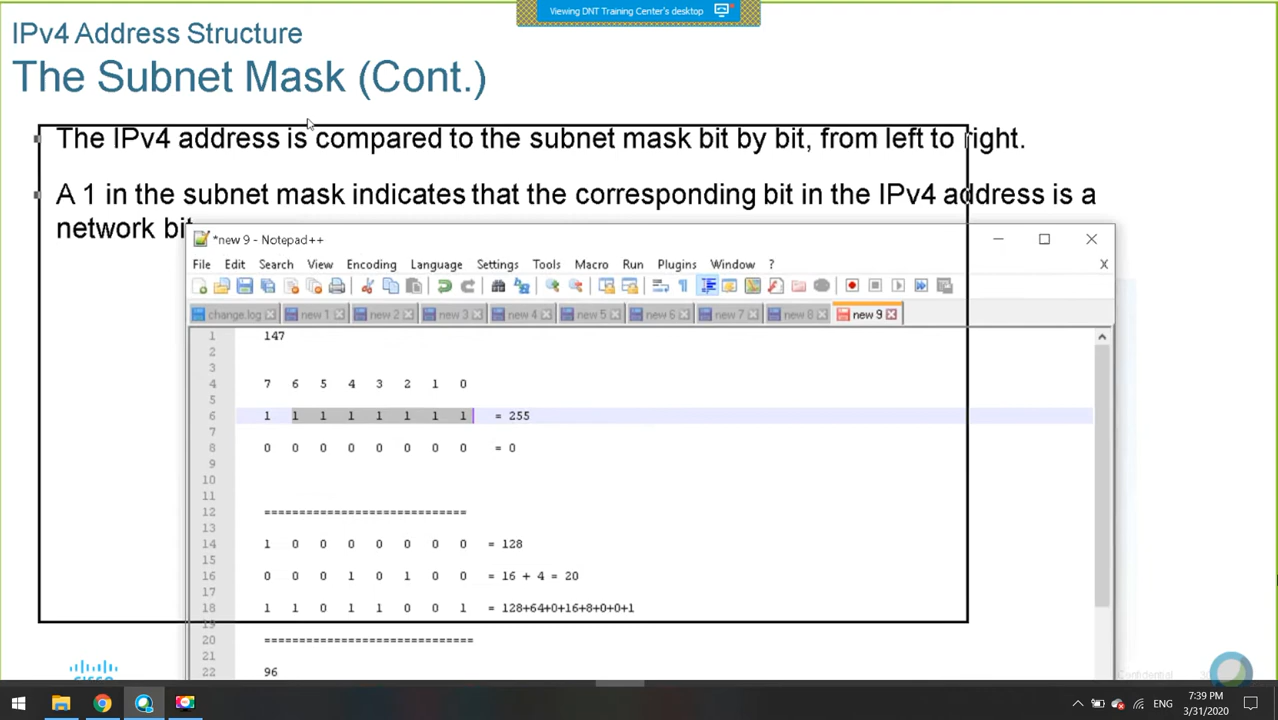 Viewing DNT Training Center's desktop
IPv4 Address Structure
The Subnet Mask (Cont.)
The IPv4 address is compared to the subnet mask bit by bit, from left to right.
A 1 in the subnet mask indicates that the corresponding bit in the IPv4 address is a
network bit
*new 9 - Notepad++
File Edit Search View Encoding Language Settings Tools Macro Run Plugins Window ? X
change.log new 1 new 2 new 3 new 4 new 5 new 6 new 7 new 8 new 9
1 147
2
3
4 7 6 5 4 3 2 1 0
5
6 1 1 1 1 1 1 1 1 = 255
7
8 0 0 0 0 0 0 0 0 = 0
9
10
11
12 =============================
13
14 1 0 0 0 0 0 0 0 = 128
15
16 0 0 0 1 0 1 0 0 = 16 + 4 = 20
17
18 1 1 0 1 1 0 0 1 = 128+64+0+16+8+0+0+1
19
20 ==============================
21
22 96
CISCO
Confidential
ENG
7:39 PM
3/31/2020